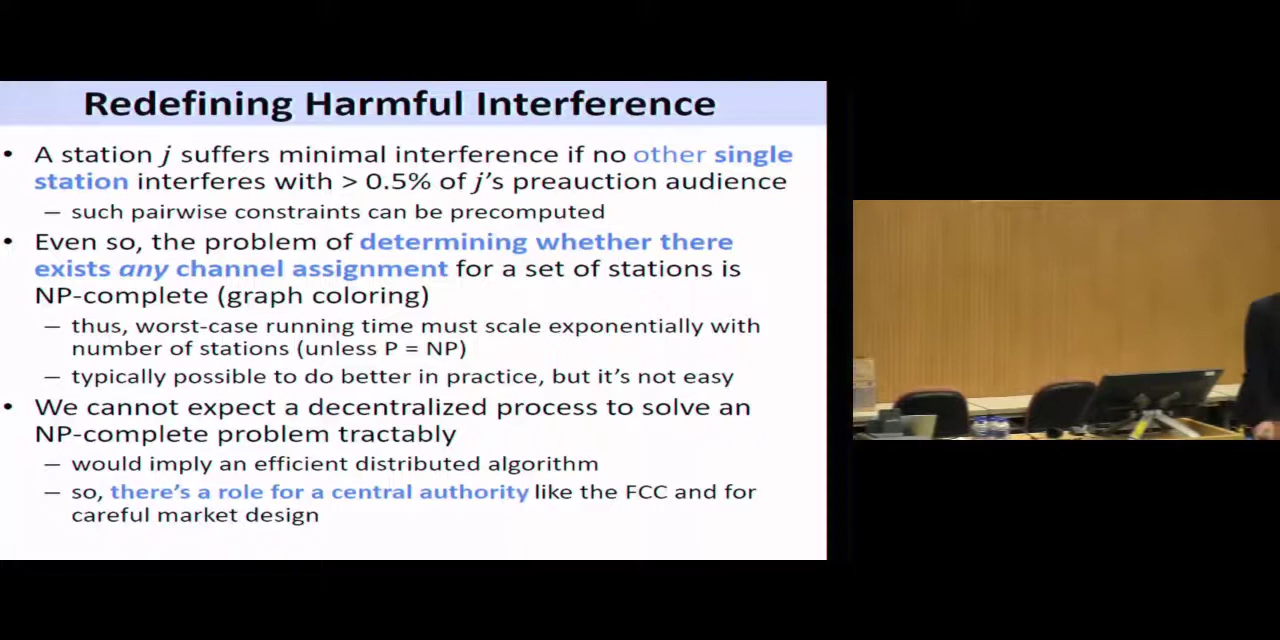 Redefining Harmful Interference
• A station j suffers minimal interference if no other single
station interferes with > 0.5% of j's preauction audience
– such pairwise constraints can be precomputed
• Even so, the problem of determining whether there
exists any channel assignment for a set of stations is
NP-complete (graph coloring)
– thus, worst-case running time must scale exponentially with
number of stations (unless P = NP)
– typically possible to do better in practice, but it's not easy
• We cannot expect a decentralized process to solve an
NP-complete problem tractably
– would imply an efficient distributed algorithm
– so, there's a role for a central authority like the FCC and for
careful market design